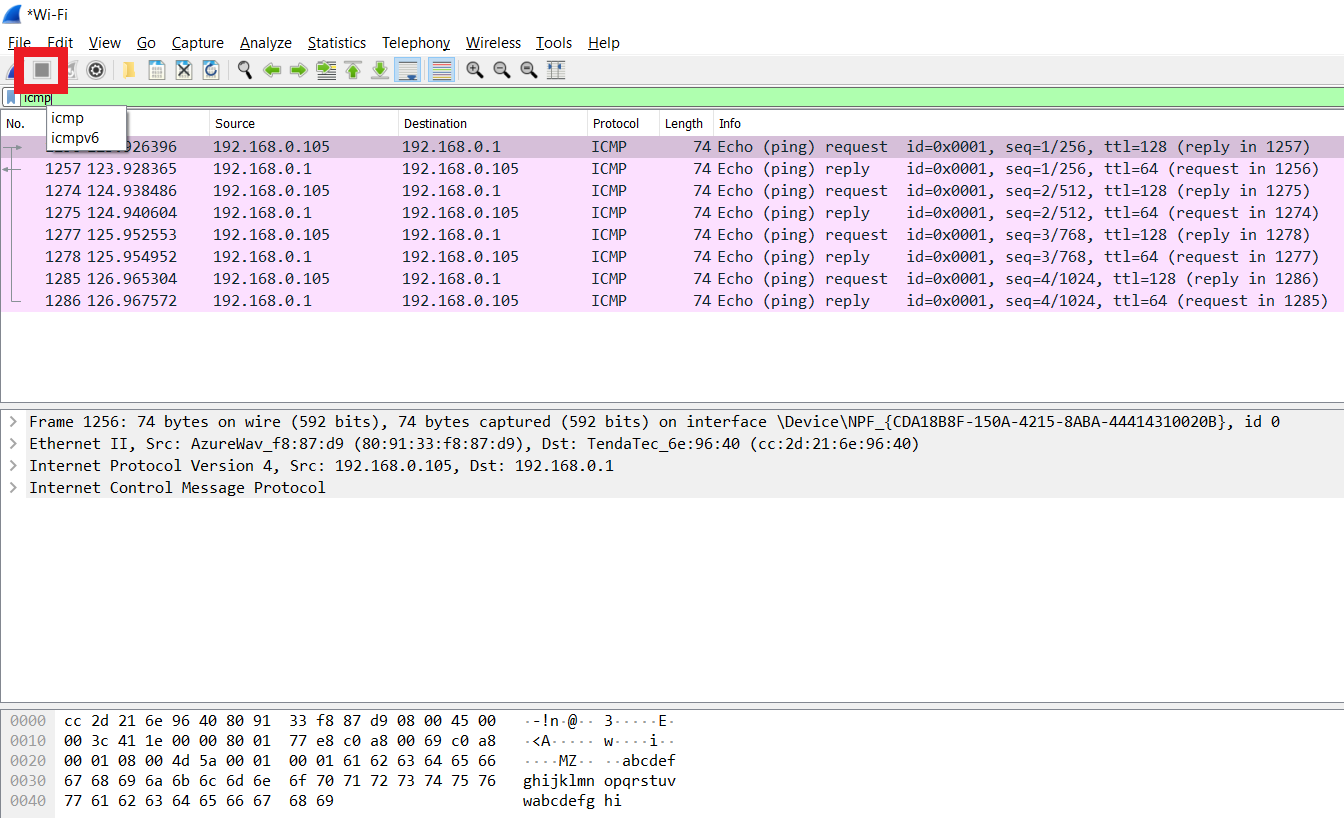 *Wi-Fi
File Edit View Go Capture Analyze Statistics Telephony Wireless Tools Help
icmp
icmp
icmpv6
No. Source Destination Protocol Length Info
926396 192.168.0.105 192.168.0.1 ICMP 74 Echo (ping) request id=0x0001, seq=1/256, ttl=128 (reply in 1257)
1257 123.928365 192.168.0.1 192.168.0.105 ICMP 74 Echo (ping) reply id=0x0001, seq=1/256, ttl=64 (request in 1256)
1274 124.938486 192.168.0.105 192.168.0.1 ICMP 74 Echo (ping) request id=0x0001, seq=2/512, ttl=128 (reply in 1275)
1275 124.940604 192.168.0.1 192.168.0.105 ICMP 74 Echo (ping) reply id=0x0001, seq=2/512, ttl=64 (request in 1274)
1277 125.952553 192.168.0.105 192.168.0.1 ICMP 74 Echo (ping) request id=0x0001, seq=3/768, ttl=128 (reply in 1278)
1278 125.954952 192.168.0.1 192.168.0.105 ICMP 74 Echo (ping) reply id=0x0001, seq=3/768, ttl=64 (request in 1277)
1285 126.965304 192.168.0.105 192.168.0.1 ICMP 74 Echo (ping) request id=0x0001, seq=4/1024, ttl=128 (reply in 1286)
1286 126.967572 192.168.0.1 192.168.0.105 ICMP 74 Echo (ping) reply id=0x0001, seq=4/1024, ttl=64 (request in 1285)
Frame 1256: 74 bytes on wire (592 bits), 74 bytes captured (592 bits) on interface \Device\NPF_{CDA18B8F-150A-4215-8ABA-44414310020B}, id 0
Ethernet II, Src: AzureWav_f8:87:d9 (80:91:33:f8:87:d9), Dst: TendaTec_6e:96:40 (cc:2d:21:6e:96:40)
Internet Protocol Version 4, Src: 192.168.0.105, Dst: 192.168.0.1
Internet Control Message Protocol
0000 cc 2d 21 6e 96 40 80 91 33 f8 87 d9 08 00 45 00 ·-!n·@·· 3·····E·
0010 00 3c 41 1e 00 00 80 01 77 e8 c0 a8 00 69 c0 a8 ·<A····· w····i··
0020 00 01 08 00 4d 5a 00 01 00 01 61 62 63 64 65 66 ····MZ·· ··abcdef
0030 67 68 69 6a 6b 6c 6d 6e 6f 70 71 72 73 74 75 76 ghijklmn opqrstuv
0040 77 61 62 63 64 65 66 67 68 69 wabcdefg hi